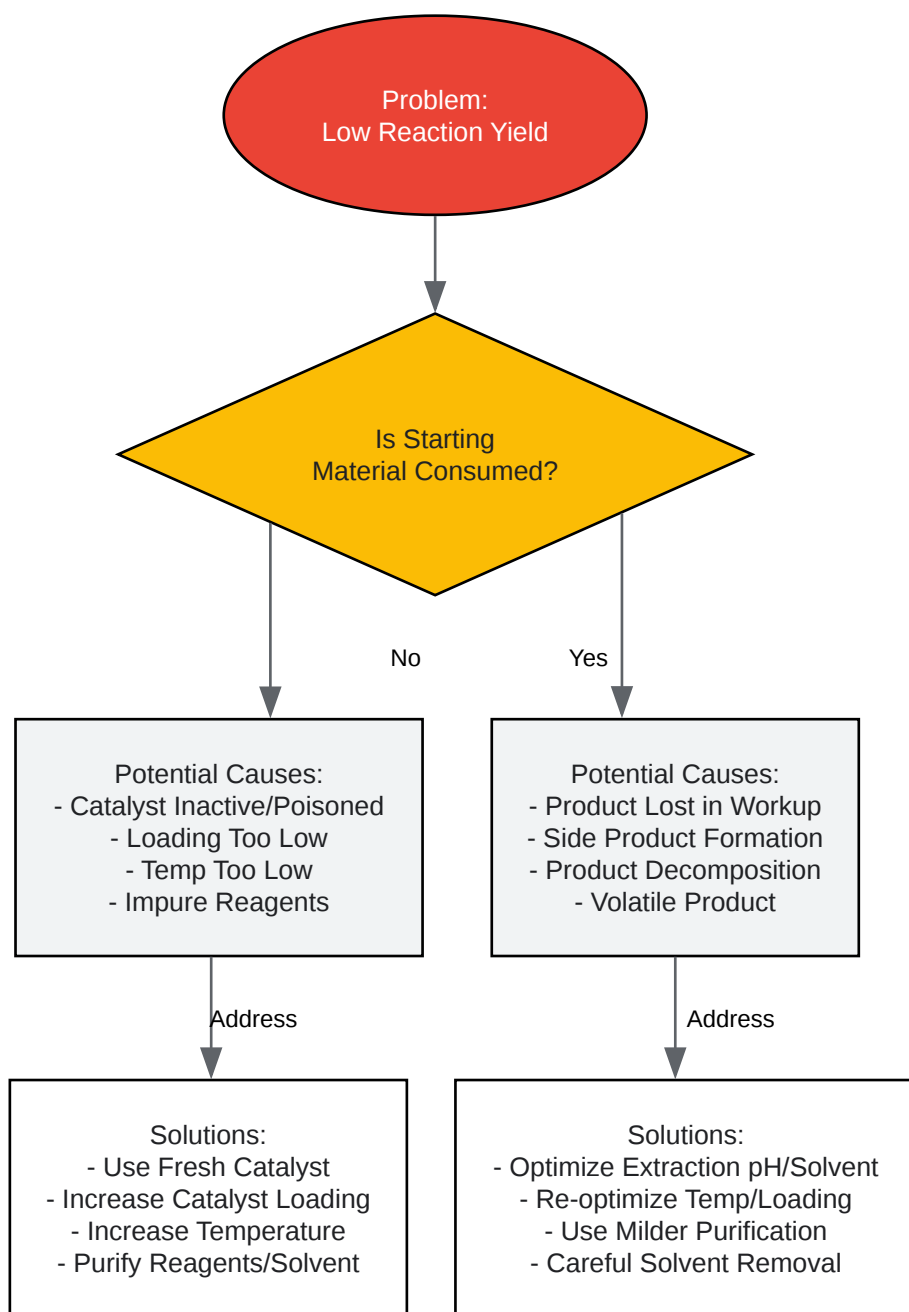 Problem:
Low Reaction Yield
Is Starting
Material Consumed?
No
Yes
Potential Causes:
- Catalyst Inactive/Poisoned
- Loading Too Low
- Temp Too Low
- Impure Reagents
Potential Causes:
- Product Lost in Workup
- Side Product Formation
- Product Decomposition
- Volatile Product
Address
Address
Solutions:
- Use Fresh Catalyst
- Increase Catalyst Loading
- Increase Temperature
- Purify Reagents/Solvent
Solutions:
- Optimize Extraction pH/Solvent
- Re-optimize Temp/Loading
- Use Milder Purification
- Careful Solvent Removal